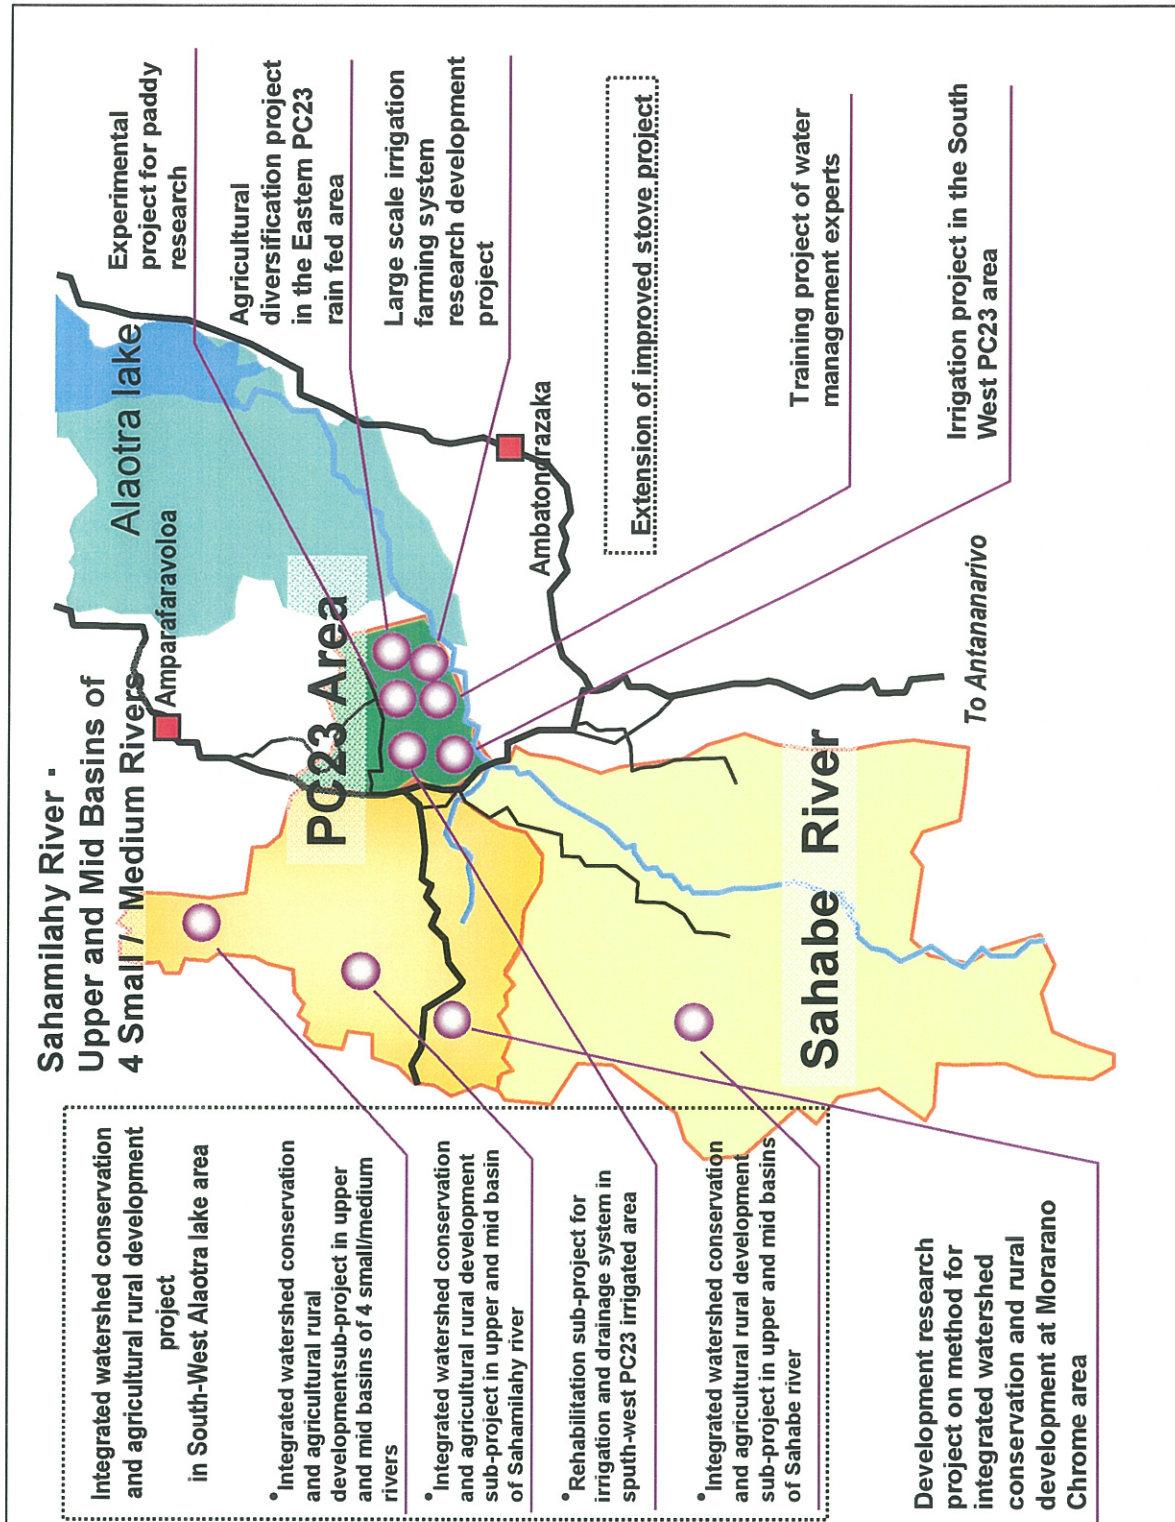 Sahamilahy River -
Upper and Mid Basins of
4 Small / Medium Rivers
Amparafaravoloa
Alaotra lake
PC23 Area
Ambatondrazaka
Sahabe River
To Antananarivo
Experimental
project for paddy
research
Agricultural
diversification project
in the Eastern PC23
rain fed area
Large scale irrigation
farming system
research development
project
Extension of improved stove project
Training project of water
management experts
Irrigation project in the South
West PC23 area
Integrated watershed conservation
and agricultural rural development
project
in South-West Alaotra lake area
•Integrated watershed conservation
and agricultural rural
developmentsub-project in upper
and mid basins of 4 small/medium
rivers
•Integrated watershed conservation
and agricultural rural development
sub-project in upper and mid basin
of Sahamilahy river
•Rehabilitation sub-project for
irrigation and drainage system in
sputh-west PC23 irrigated area
•Integrated watershed conservation
and agricultural rural development
sub-project in upper and mid basins
of Sahabe river
Development research
project on method for
integrated watershed
conservation and rural
development at Morarano
Chrome area